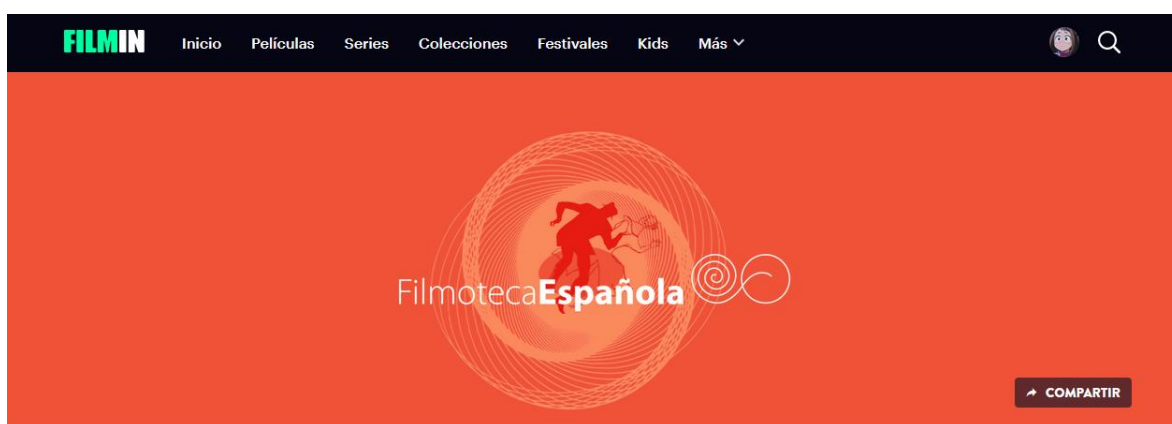 FILMIN Inicio Películas Series Colecciones Festivales Kids Más
FilmotecaEspañola
COMPARTIR